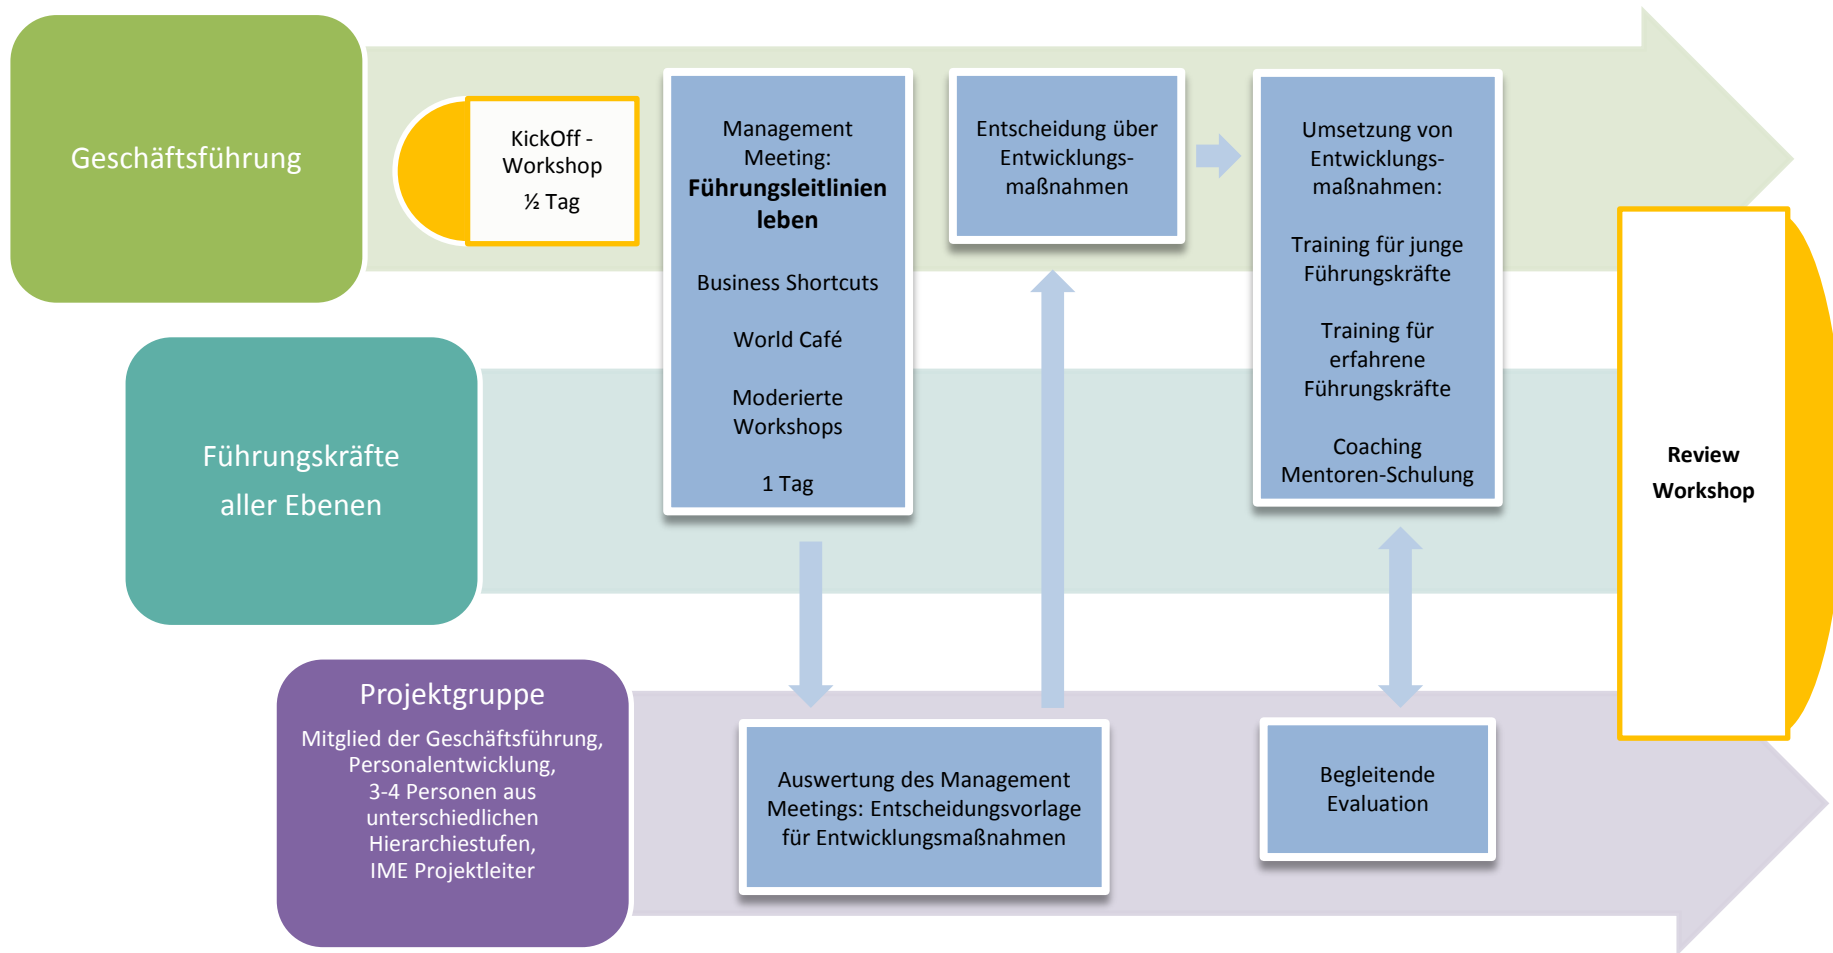 Geschäftsführung
KickOff -
Workshop
½ Tag
Management
Meeting:
Führungsleitlinien
leben
Business Shortcuts
World Café
Moderierte
Workshops
1 Tag
Entscheidung über
Entwicklungs-
maßnahmen
Umsetzung von
Entwicklungs-
maßnahmen:
Training für junge
Führungskräfte
Training für
erfahrene
Führungskräfte
Coaching
Mentoren-Schulung
Führungskräfte
aller Ebenen
Review
Workshop
Projektgruppe
Mitglied der Geschäftsführung,
Personalentwicklung,
3-4 Personen aus
unterschiedlichen
Hierarchiestufen,
IME Projektleiter
Auswertung des Management
Meetings: Entscheidungsvorlage
für Entwicklungsmaßnahmen
Begleitende
Evaluation